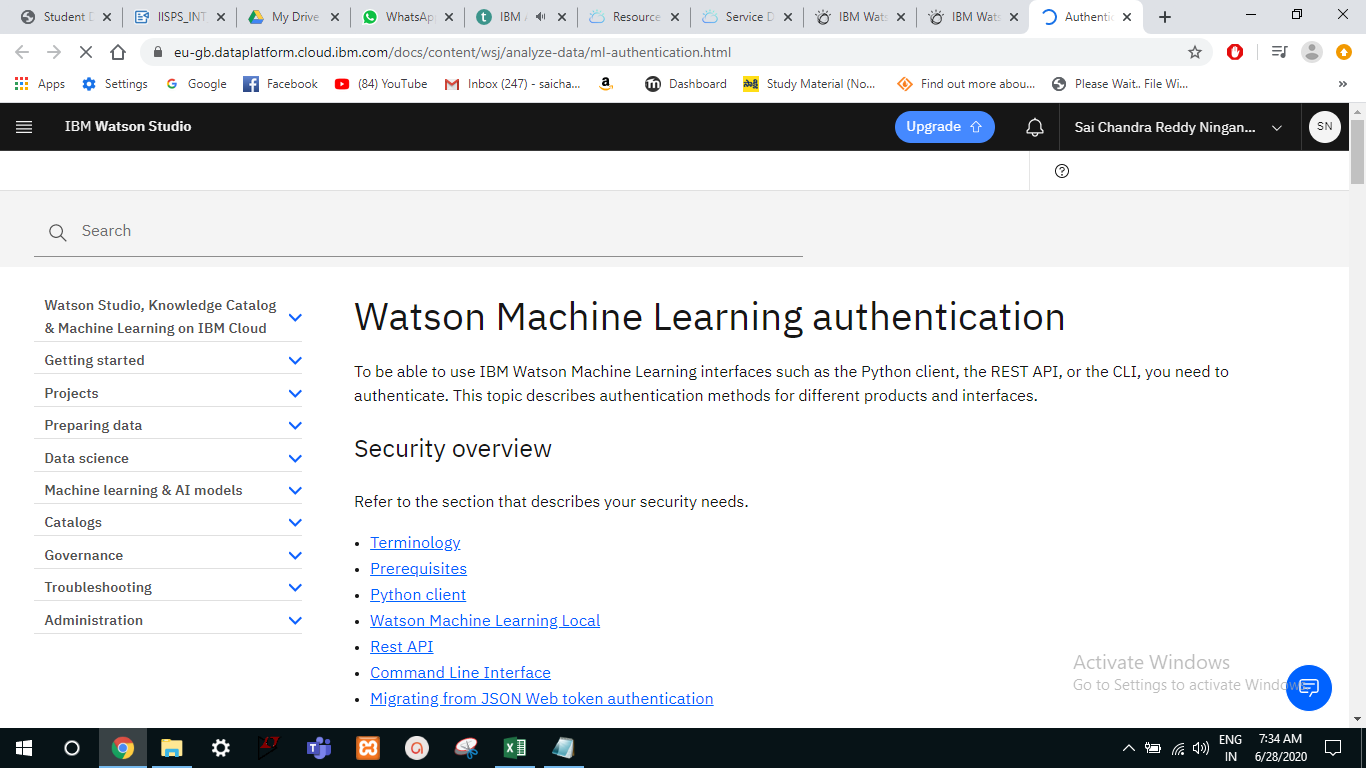 Student D
IISPS_INT
My Drive
WhatsApp
IBM A
Resource
Service D
IBM Wats
IBM Wats
Authentic
eu-gb.dataplatform.cloud.ibm.com/docs/content/wsj/analyze-data/ml-authentication.html
Apps
Settings
Google
Facebook
(84) YouTube
Inbox (247) - saicha...
Dashboard
Study Material (No...
Find out more abou...
Please Wait.. File Wi...
IBM Watson Studio
Upgrade
Sai Chandra Reddy Ningan...
SN
Search
Watson Studio, Knowledge Catalog
& Machine Learning on IBM Cloud
Getting started
Projects
Preparing data
Data science
Machine learning & AI models
Catalogs
Governance
Troubleshooting
Administration
Watson Machine Learning authentication
To be able to use IBM Watson Machine Learning interfaces such as the Python client, the REST API, or the CLI, you need to
authenticate. This topic describes authentication methods for different products and interfaces.
Security overview
Refer to the section that describes your security needs.
• Terminology
• Prerequisites
• Python client
• Watson Machine Learning Local
• Rest API
• Command Line Interface
• Migrating from JSON Web token authentication
Activate Windows
Go to Settings to activate Windows.
ENG
IN
7:34 AM
6/28/2020